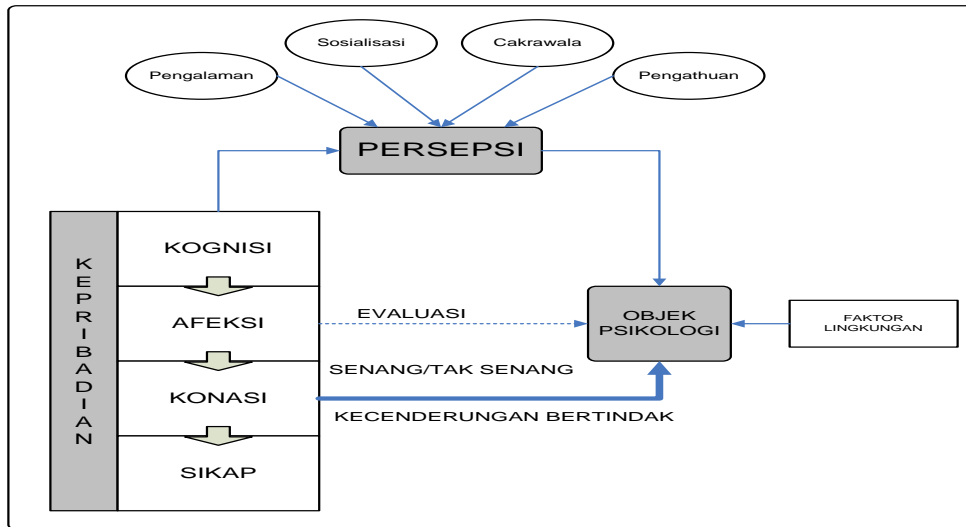 Sosialisasi
Cakrawala
Pengalaman
Pengathuan
PERSEPSI
KEPRIBADIAN
KOGNISI
AFEKSI
KONASI
SIKAP
EVALUASI
SENANG/TAK SENANG
KECENDERUNGAN BERTINDAK
OBJEK
PSIKOLOGI
FAKTOR
LINGKUNGAN